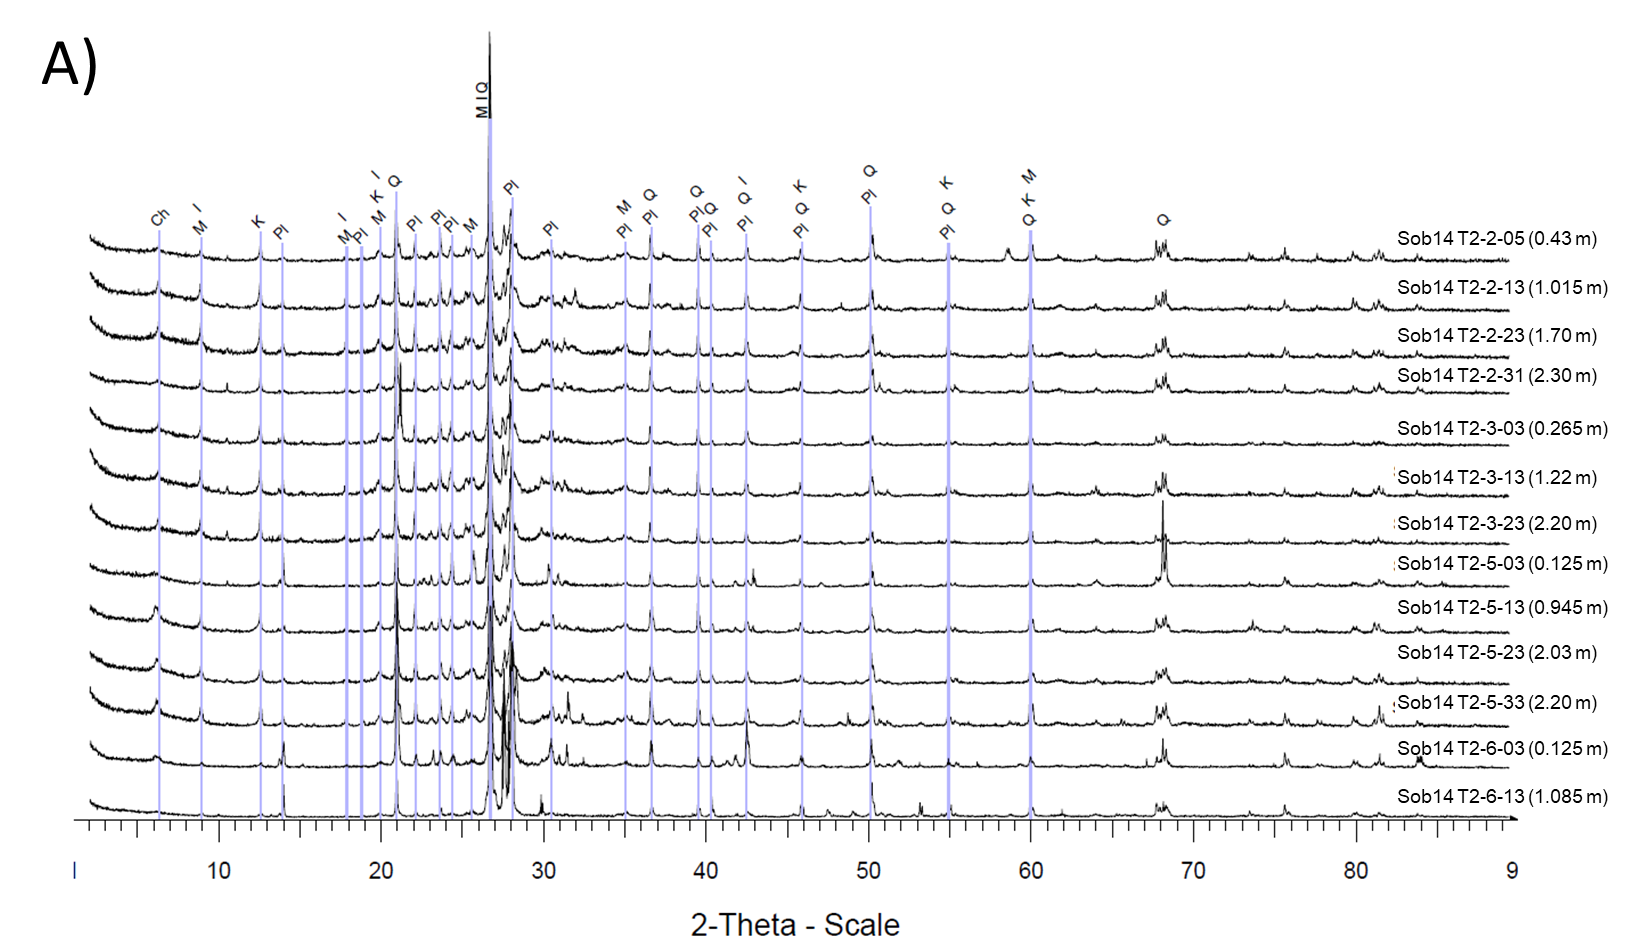 A)
M I Q
I
K
M
Q
Ch
I
M
K
Pl
I
M
Pl
Pl
Pl
Pl
M
Pl
Pl
M
Pl
Q
Pl
Q
Pl
Q
Pl
I
Q
Pl
K
Q
Pl
Q
Pl
K
Q
Pl
M
K
Q
Q
Sob14 T2-2-05 (0.43 m)
Sob14 T2-2-13 (1.015 m)
Sob14 T2-2-23 (1.70 m)
Sob14 T2-2-31 (2.30 m)
Sob14 T2-3-03 (0.265 m)
Sob14 T2-3-13 (1.22 m)
Sob14 T2-3-23 (2.20 m)
Sob14 T2-5-03 (0.125 m)
Sob14 T2-5-13 (0.945 m)
Sob14 T2-5-23 (2.03 m)
Sob14 T2-5-33 (2.20 m)
Sob14 T2-6-03 (0.125 m)
Sob14 T2-6-13 (1.085 m)
10 20 30 40 50 60 70 80 9
2-Theta - Scale